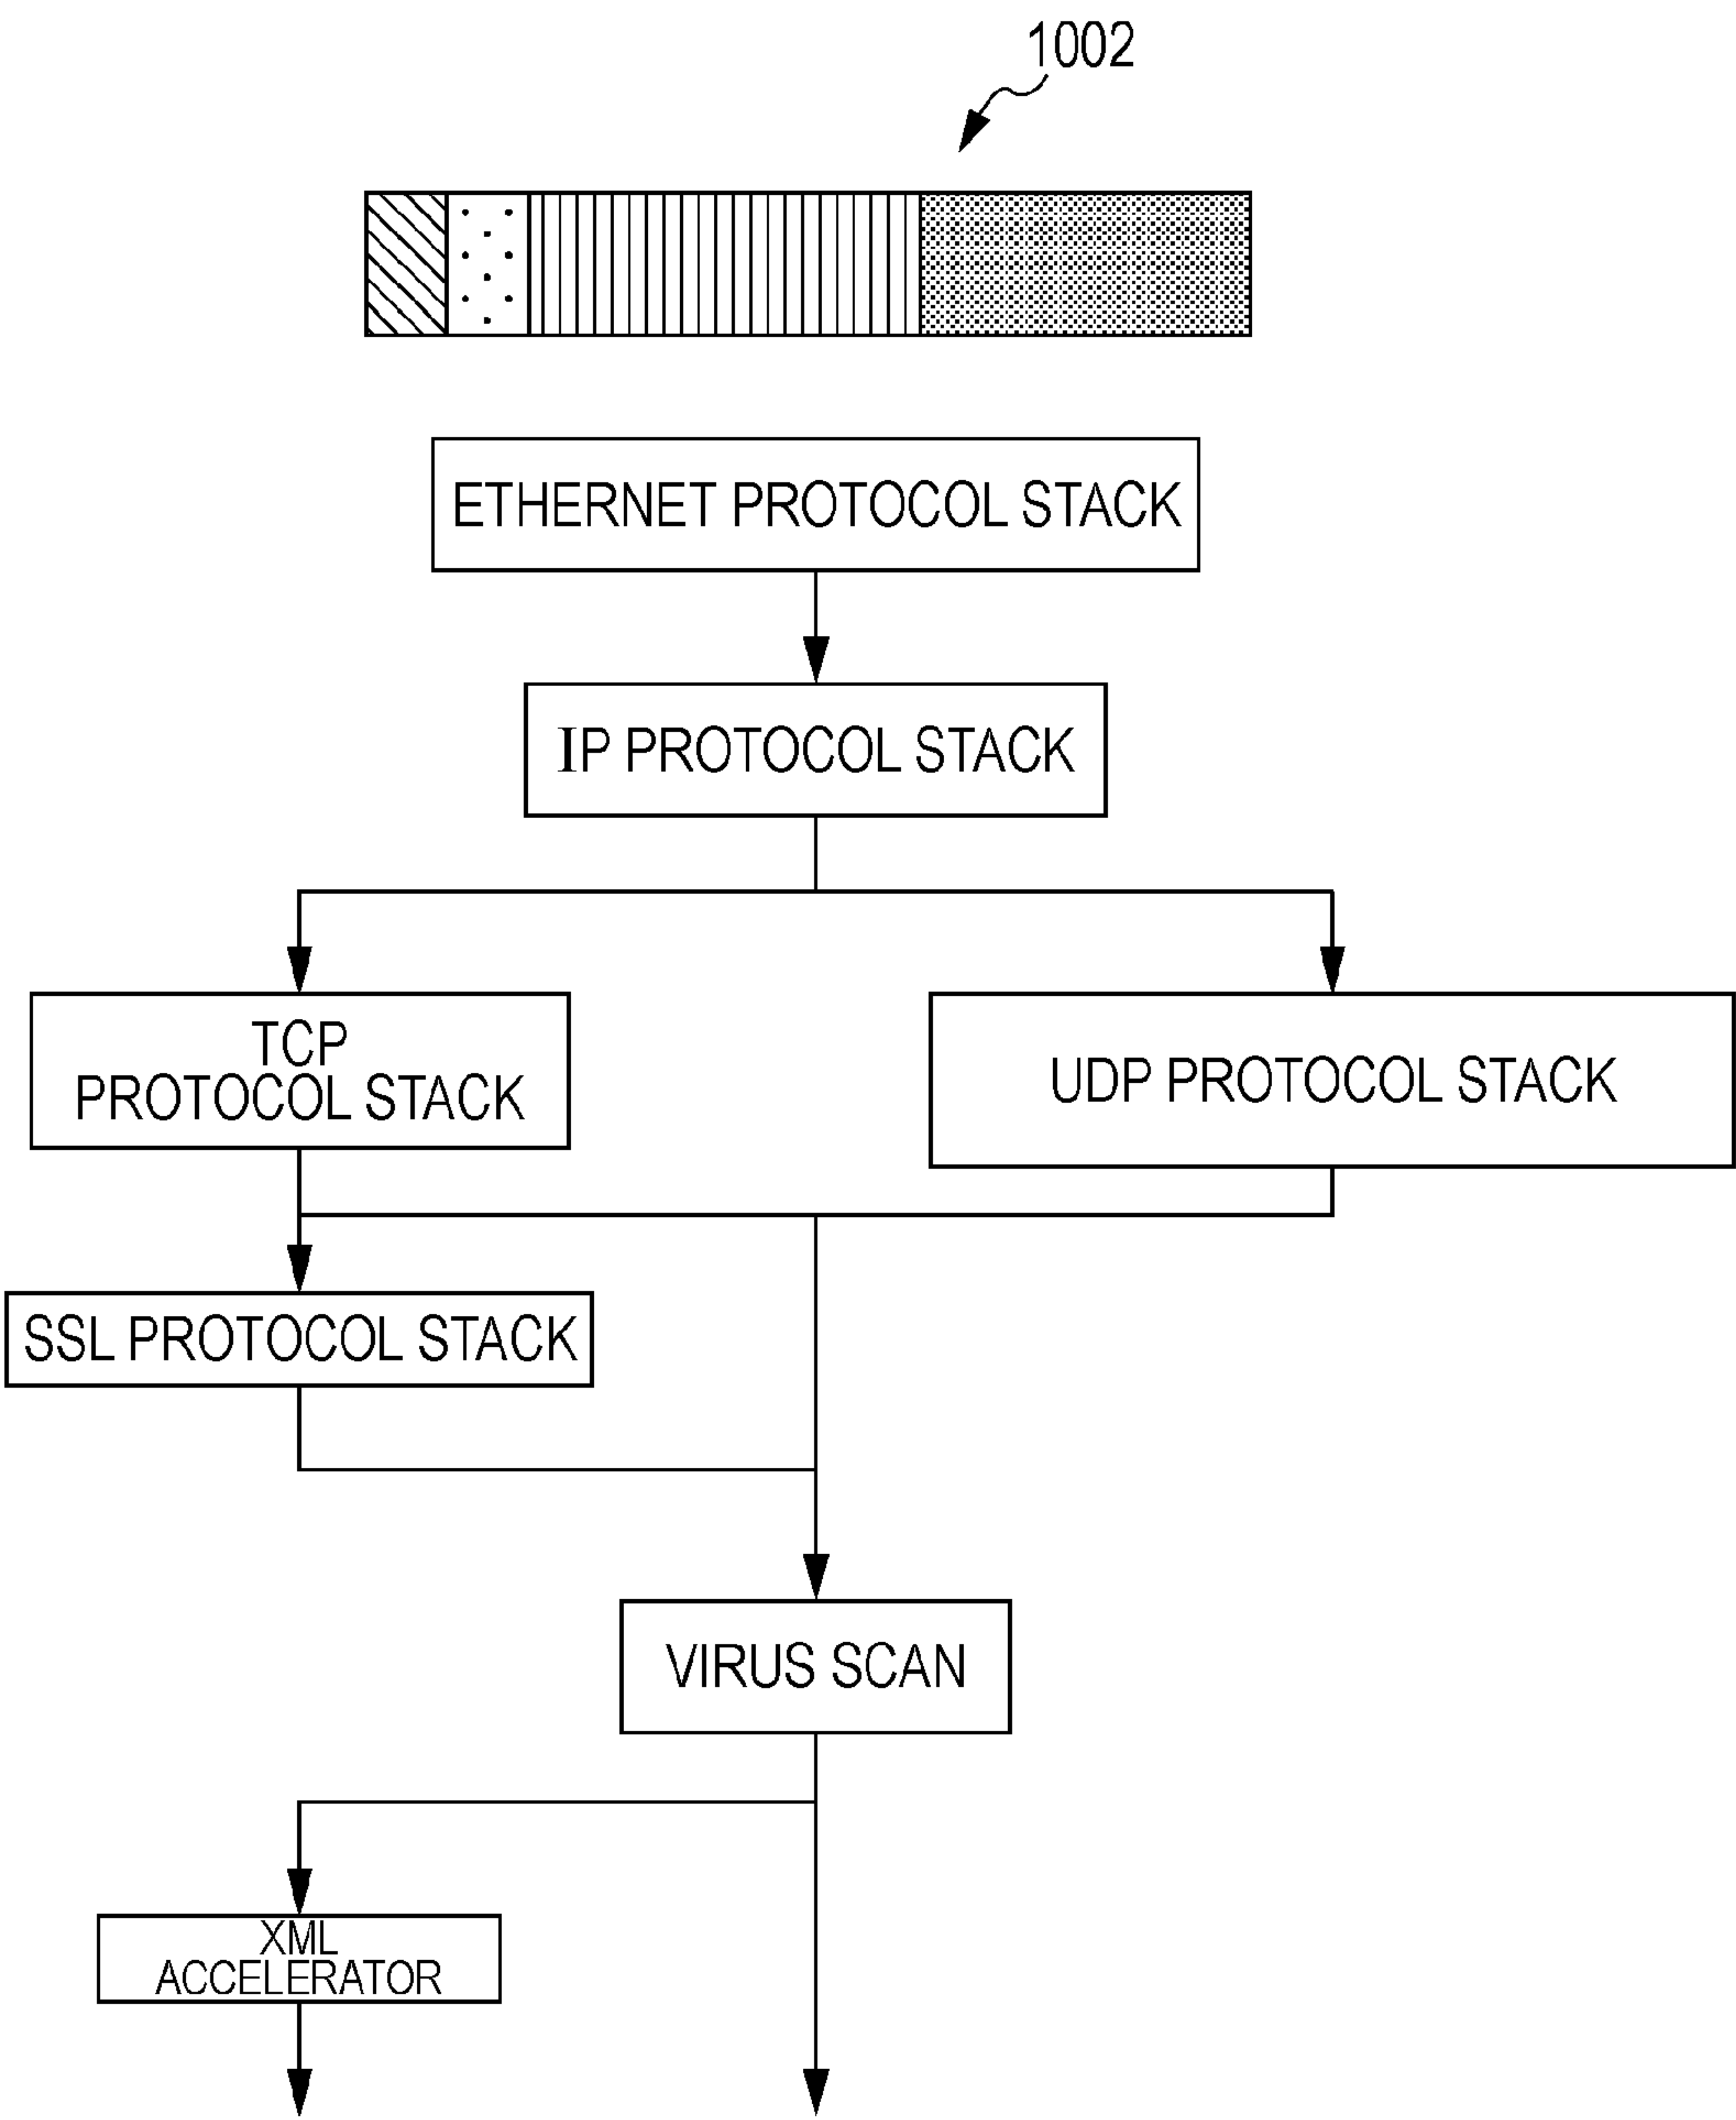 1002
ETHERNET PROTOCOL STACK
IP PROTOCOL STACK
TCP
PROTOCOL STACK
UDP PROTOCOL STACK
SSL PROTOCOL STACK
VIRUS SCAN
XML
ACCELERATOR